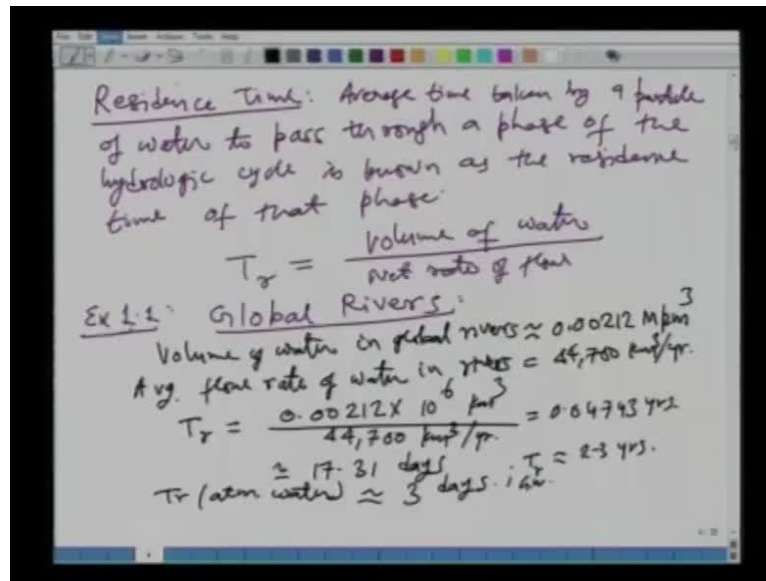 Residence Time: Average time taken by a particle
of water to pass through a phase of the
hydrologic cycle is known as the residence
time of that phase.
Tr = volume of water / net rate of flow
Ex 1.1: Global Rivers:
Volume of water in global rivers ≈ 0.00212 Mkm³
Avg. flow rate of water in rivers = 44,700 km³/yr.
Tr = 0.00212 X 10⁶ km³ / 44,700 km³/yr. = 0.04743 yrs
≈ 17.31 days
Tr (atm water) ≈ 3 days. Tr ≈ 2-3 yrs.